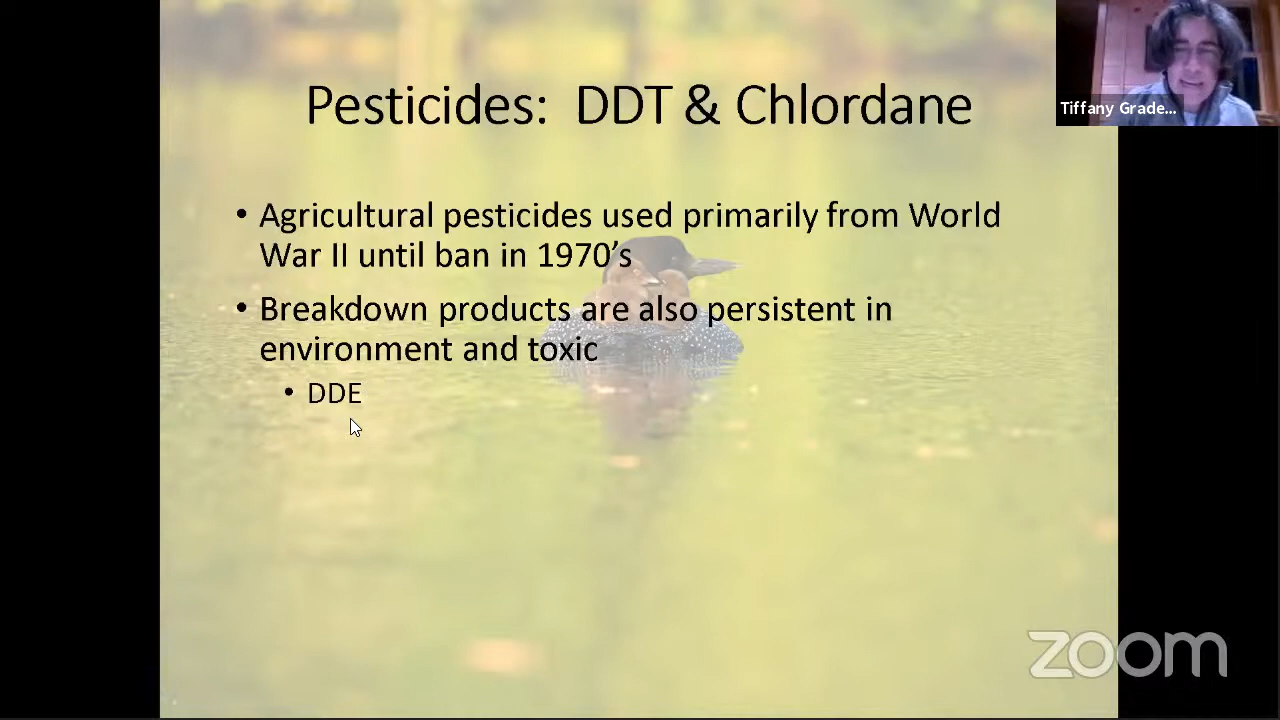 Pesticides: DDT & Chlordane
Tiffany Grade...
• Agricultural pesticides used primarily from World
War II until ban in 1970’s
• Breakdown products are also persistent in
environment and toxic
• DDE
zoom